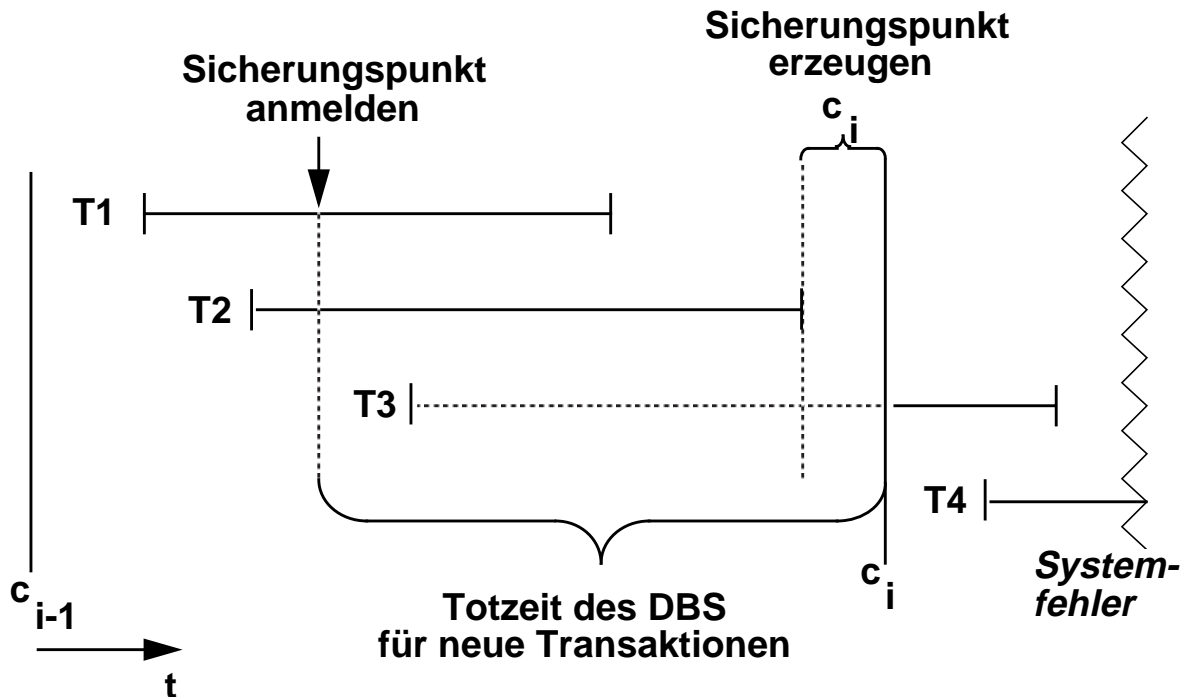 Sicherungspunkt
anmelden
Sicherungspunkt
erzeugen
c i
T1
T2
T3
T4
c i-1
t
Totzeit des DBS
für neue Transaktionen
c i
System-
fehler